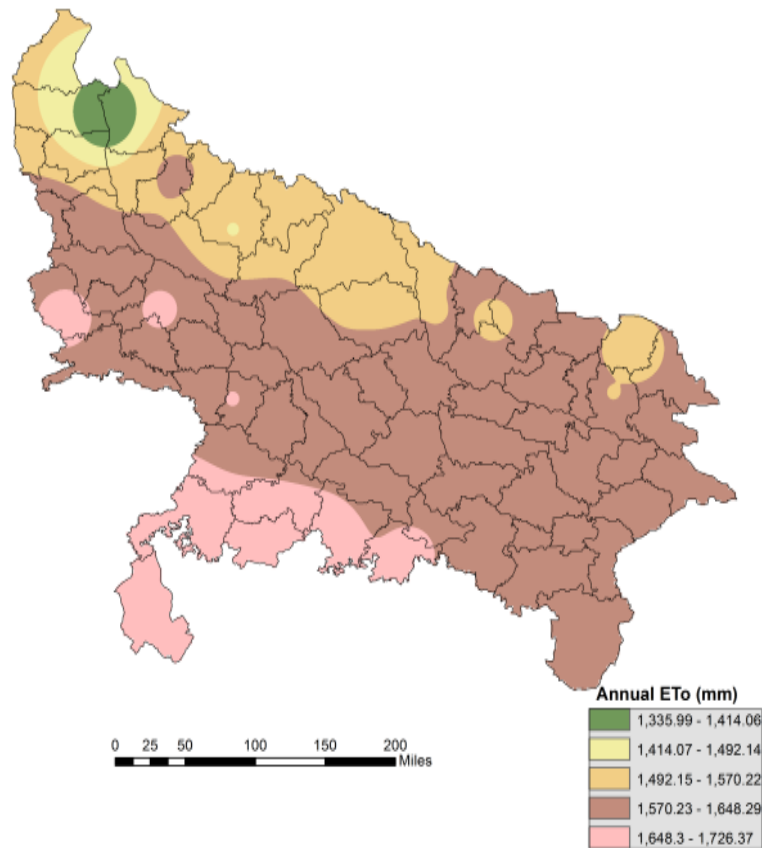 Annual ETo (mm)
1,335.99 - 1,414.06
1,414.07 - 1,492.14
1,492.15 - 1,570.22
1,570.23 - 1,648.29
1,648.3 - 1,726.37
0 25 50 100 150 200
Miles